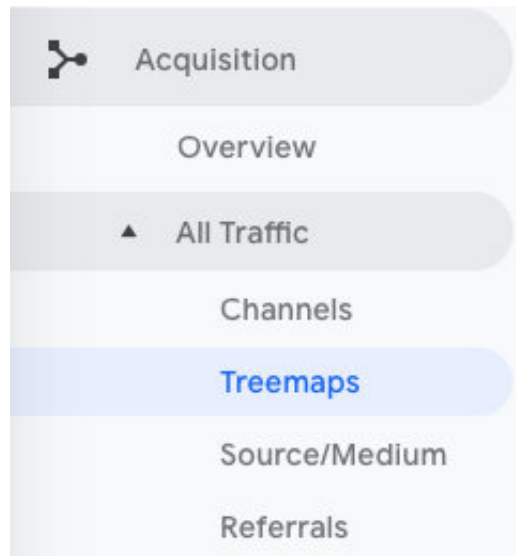 Acquisition
Overview
All Traffic
Channels
Treemaps
Source/Medium
Referrals